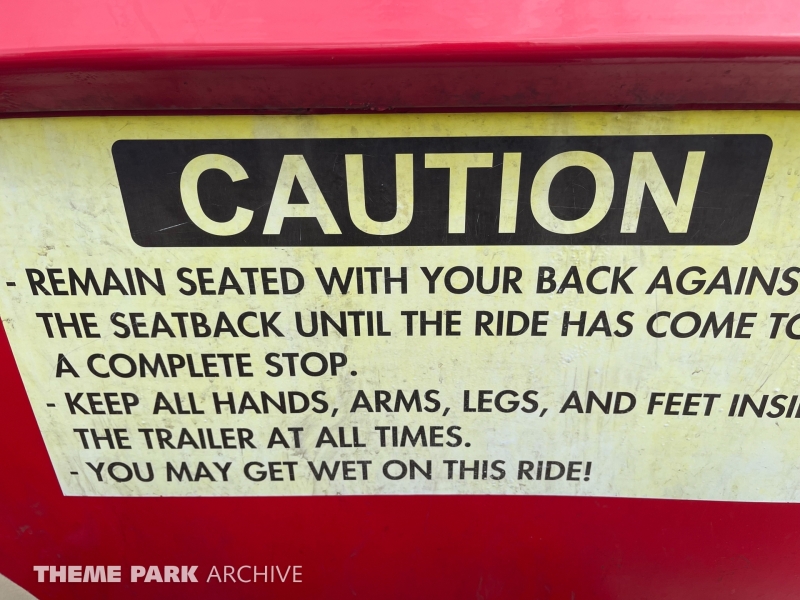 CAUTION
- REMAIN SEATED WITH YOUR BACK AGAINS
THE SEATBACK UNTIL THE RIDE HAS COME TO
A COMPLETE STOP.
- KEEP ALL HANDS, ARMS, LEGS, AND FEET INSI
THE TRAILER AT ALL TIMES.
- YOU MAY GET WET ON THIS RIDE!
THEME PARK ARCHIVE